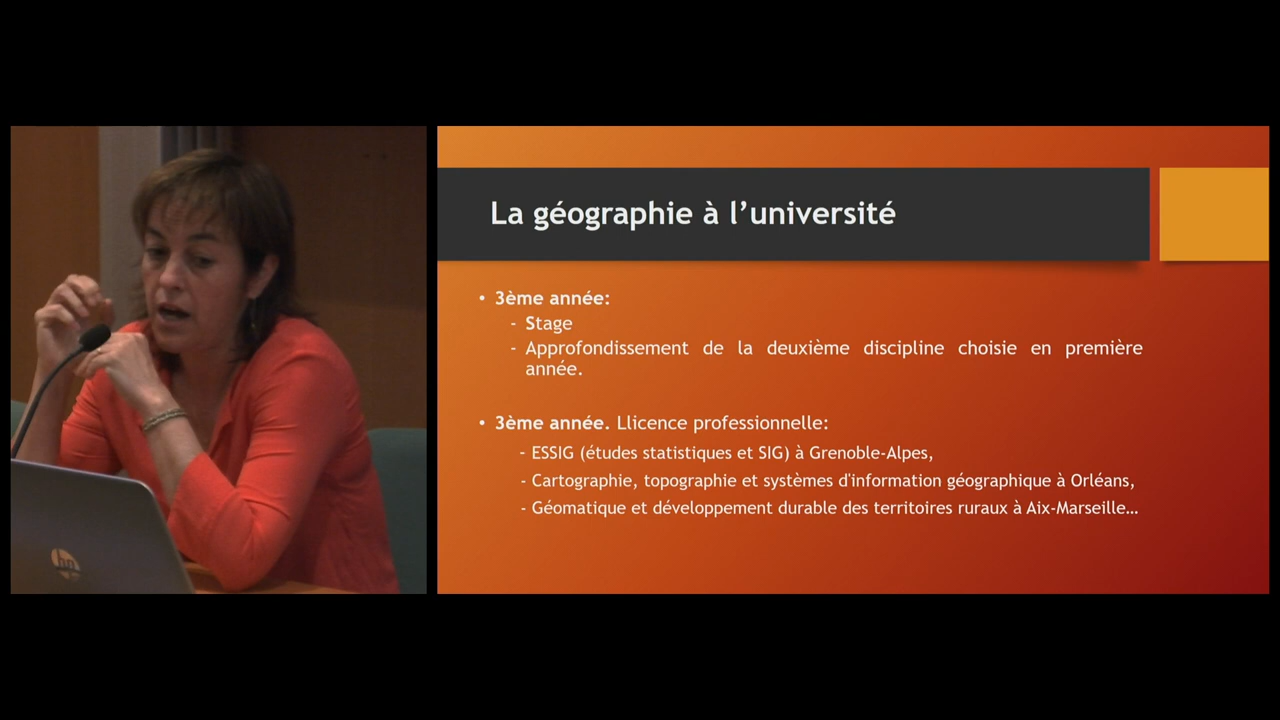 La géographie à l’université
• 3ème année:
- Stage
- Approfondissement de la deuxième discipline choisie en première
année.
• 3ème année. Llicence professionnelle:
- ESSIG (études statistiques et SIG) à Grenoble-Alpes,
- Cartographie, topographie et systèmes d'information géographique à Orléans,
- Géomatique et développement durable des territoires ruraux à Aix-Marseille…
hp